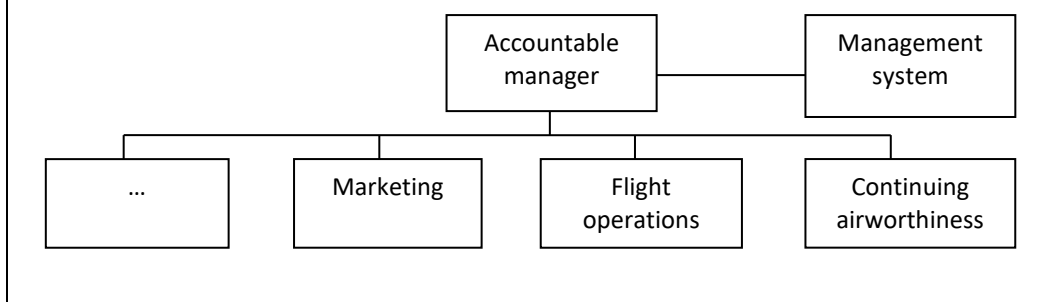 Accountable
manager
Management
system
...
Marketing
Flight
operations
Continuing
airworthiness